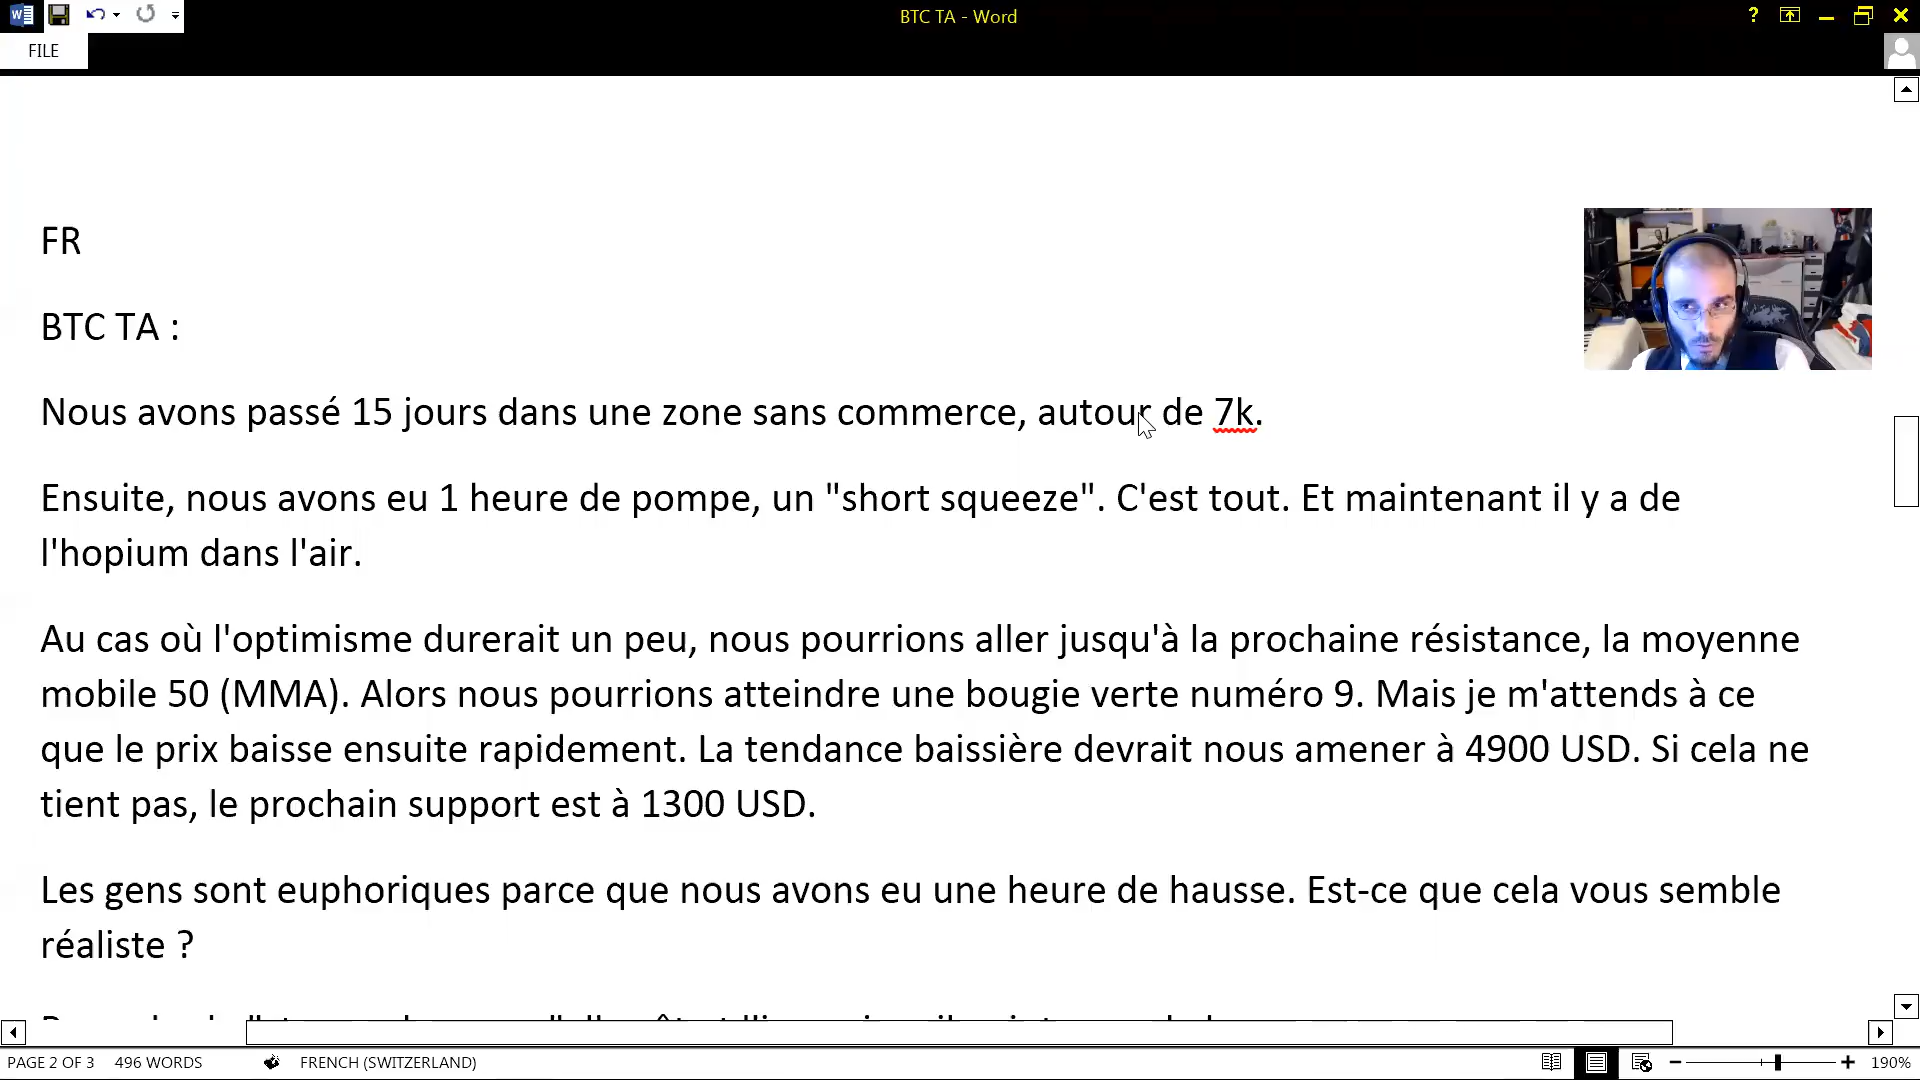 BTC TA - Word
FILE
FR
BTC TA :
Nous avons passé 15 jours dans une zone sans commerce, autour de 7k.
Ensuite, nous avons eu 1 heure de pompe, un "short squeeze". C'est tout. Et maintenant il y a de
l'hopium dans l'air.
Au cas où l'optimisme durerait un peu, nous pourrions aller jusqu'à la prochaine résistance, la moyenne
mobile 50 (MMA). Alors nous pourrions atteindre une bougie verte numéro 9. Mais je m'attends à ce
que le prix baisse ensuite rapidement. La tendance baissière devrait nous amener à 4900 USD. Si cela ne
tient pas, le prochain support est à 1300 USD.
Les gens sont euphoriques parce que nous avons eu une heure de hausse. Est-ce que cela vous semble
réaliste ?
PAGE 2 OF 3 496 WORDS FRENCH (SWITZERLAND) 190%